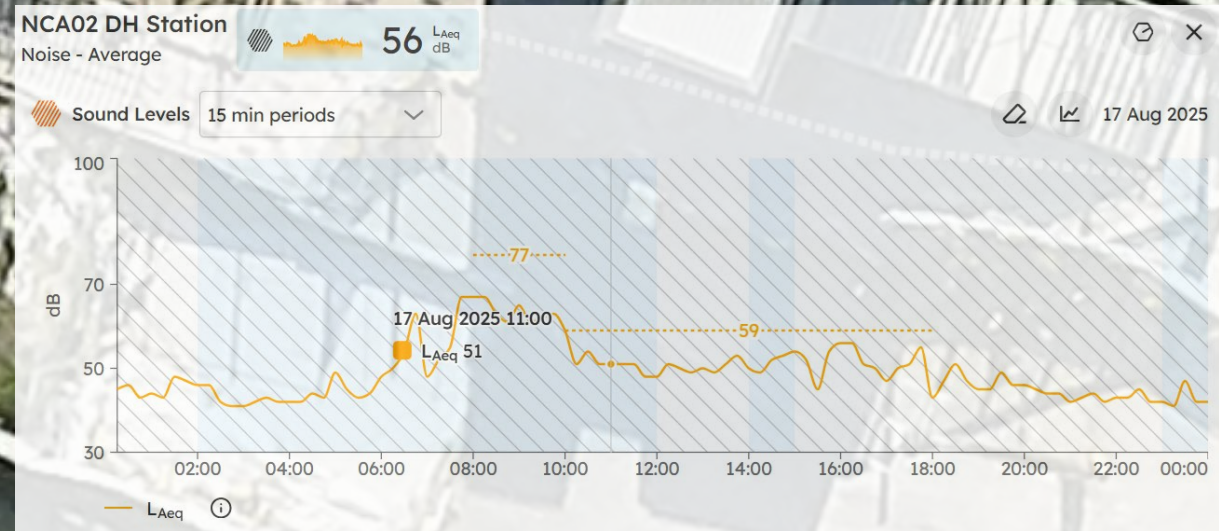 NCA02 DH Station
Noise - Average
56 LAeq dB
Sound Levels 15 min periods 17 Aug 2025
100
70
50
30
dB
77
59
17 Aug 2025 11:00
LAeq 51
02:00 04:00 06:00 08:00 10:00 12:00 14:00 16:00 18:00 20:00 22:00 00:00
LAeq